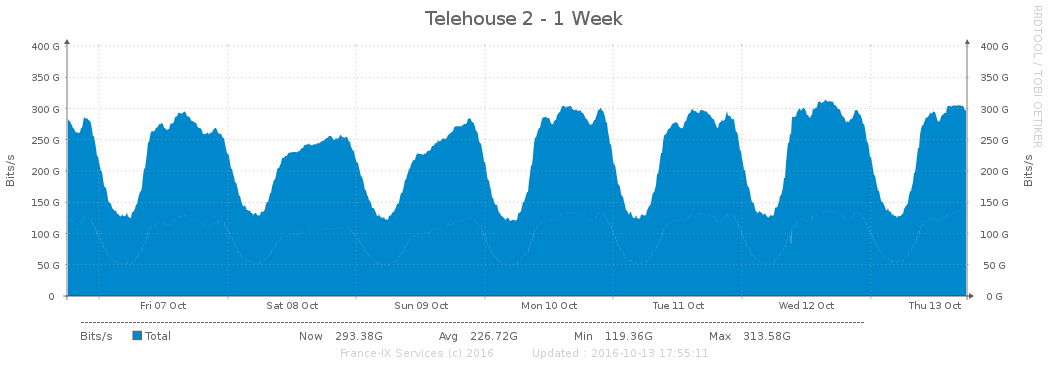 Telehouse 2 - 1 Week
RRDTOOL / TOBI OETIKER
400 G 400 G
350 G 350 G
300 G 300 G
250 G 250 G
200 G 200 G
150 G 150 G
100 G 100 G
50 G 50 G
0 0 G
Bits/s
Bits/s
Fri 07 Oct Sat 08 Oct Sun 09 Oct Mon 10 Oct Tue 11 Oct Wed 12 Oct Thu 13 Oct
Bits/s Total Now 293.38G Avg 226.72G Min 119.36G Max 313.58G
France-IX Services (c) 2016 Updated : 2016-10-13 17:55:11